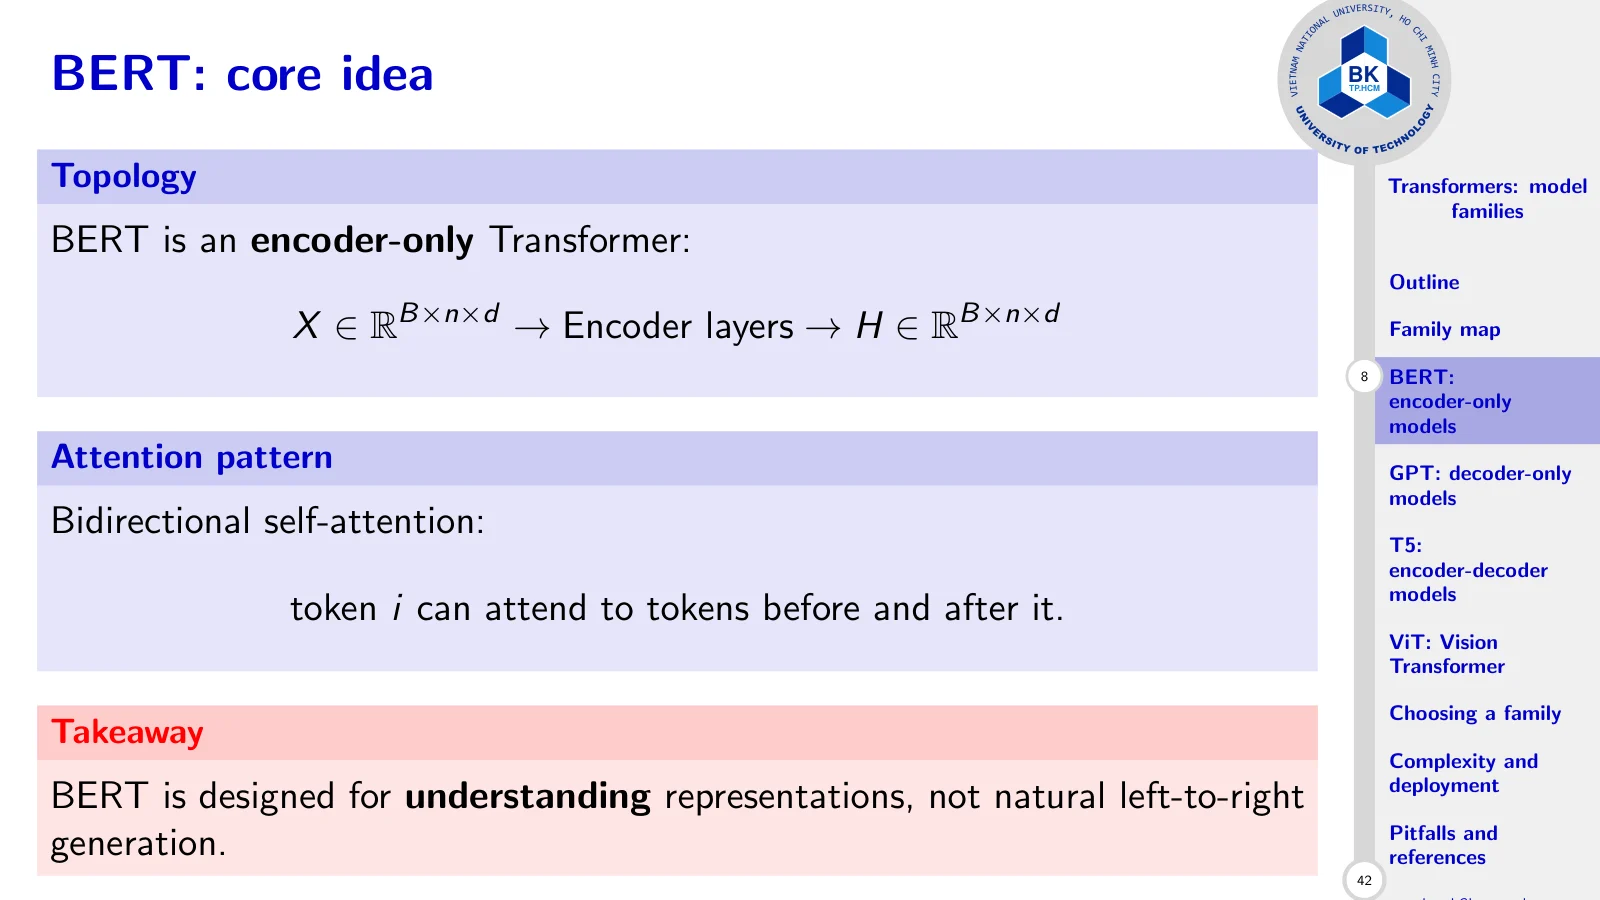 BERT: core idea
Topology
BERT is an encoder-only Transformer:
X ∈ ℝ^{B×n×d} → Encoder layers → H ∈ ℝ^{B×n×d}
Attention pattern
Bidirectional self-attention:
token i can attend to tokens before and after it.
Takeaway
BERT is designed for understanding representations, not natural left-to-right
generation.
VIETNAM NATIONAL UNIVERSITY, HO CHI MINH CITY
BK
TP.HCM
UNIVERSITY OF TECHNOLOGY
Transformers: model
families
Outline
Family map
8
BERT:
encoder-only
models
GPT: decoder-only
models
T5:
encoder-decoder
models
ViT: Vision
Transformer
Choosing a family
Complexity and
deployment
Pitfalls and
references
42